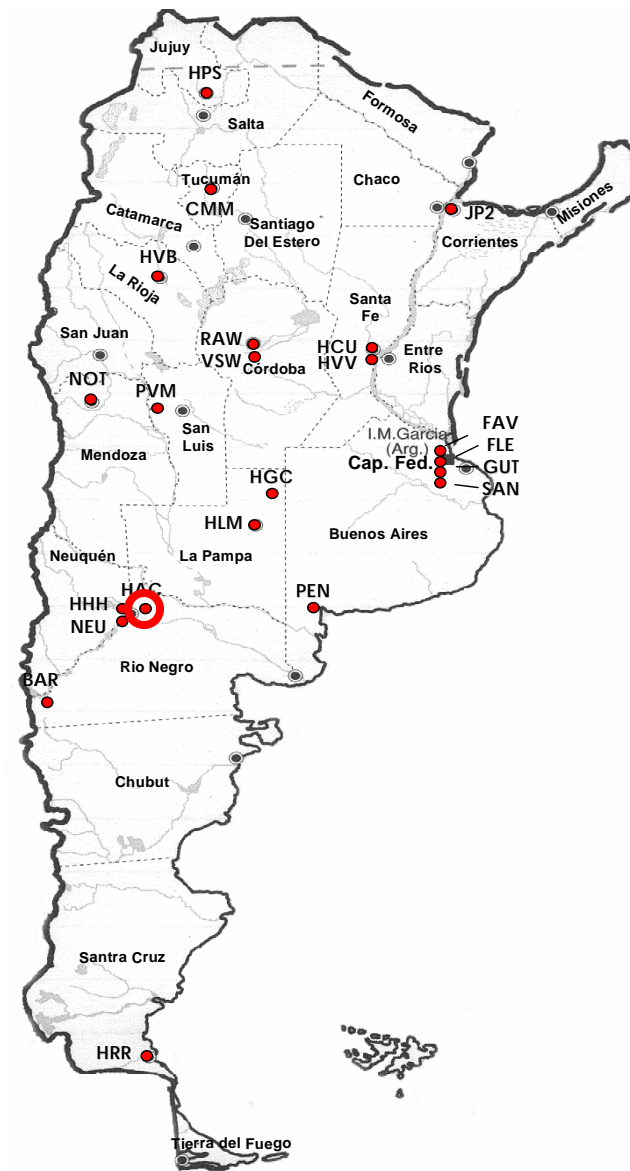 Jujuy
HPS
Formosa
Salta
Tucumán
Chaco
Misiones
CMM
JP2
Catamarca
Santiago
Del Estero
Corrientes
HVB
La Rioja
Santa
Fe
San Juan
RAW
HCU
Entre
Rios
VSW
Córdoba
HVV
NOT
PVM
San
Luis
FAV
I.M.Garcia
(Arg.)
FLE
Mendoza
Cap. Fed.
GUT
HGC
SAN
HLM
Buenos Aires
Neuquén
La Pampa
HAC
PEN
HHH
NEU
Rio Negro
BAR
Chubut
Santra Cruz
HRR
Tierra del Fuego